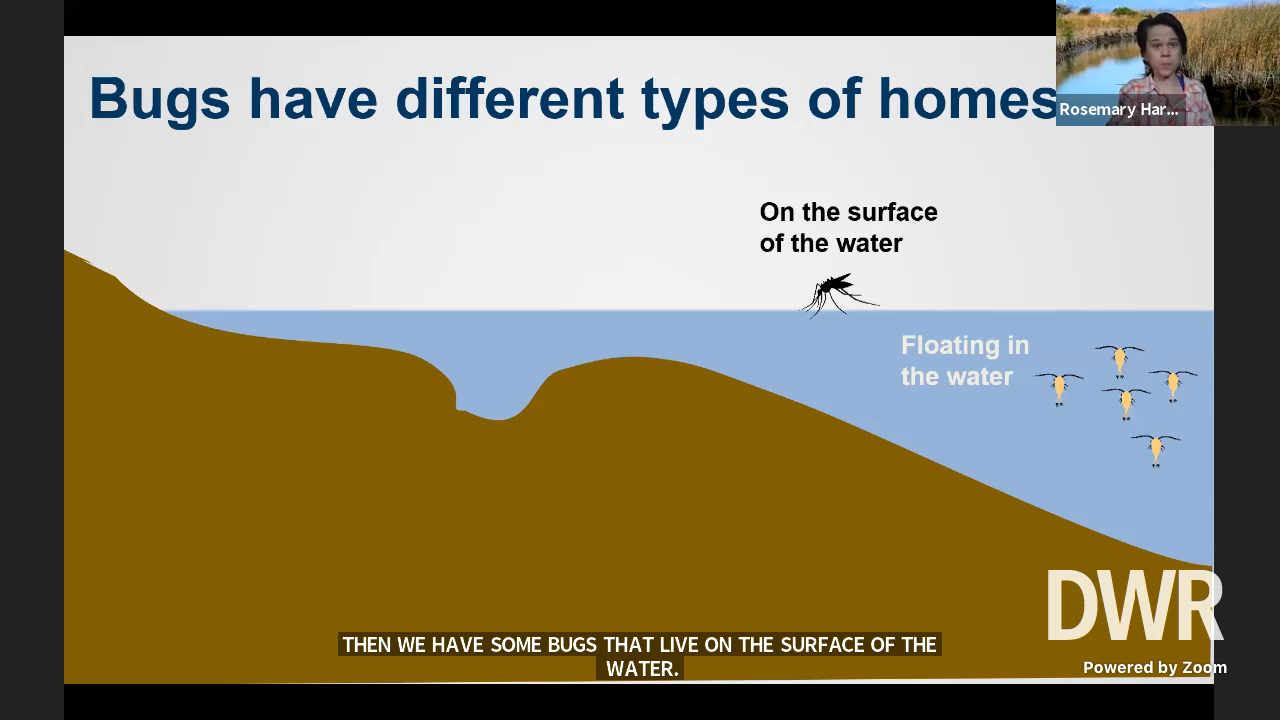 Bugs have different types of homes
Rosemary Har...
On the surface
of the water
Floating in
the water
DWR
THEN WE HAVE SOME BUGS THAT LIVE ON THE SURFACE OF THE
WATER.
Powered by Zoom